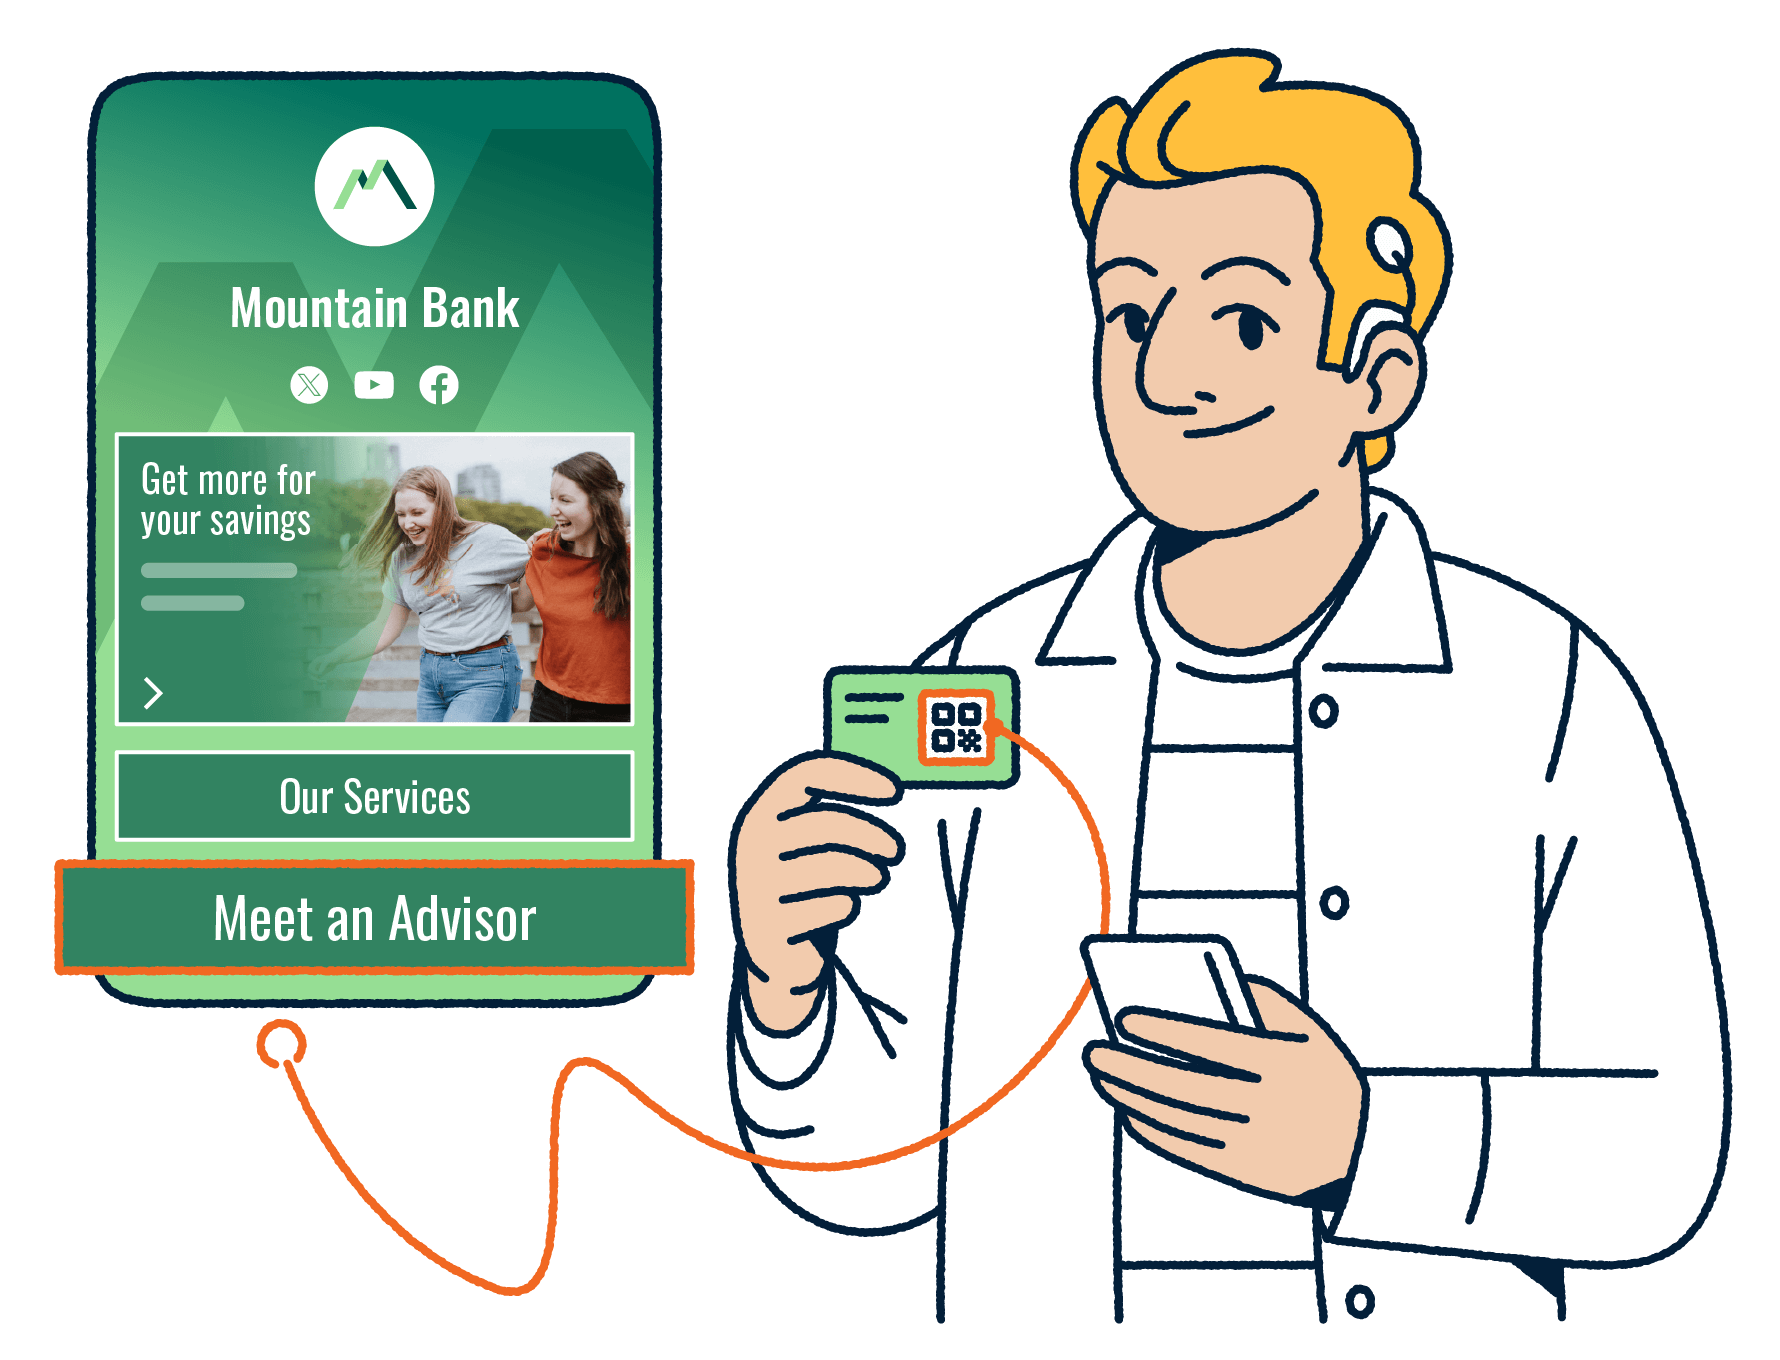 Mountain Bank
Get more for
your savings
Our Services
Meet an Advisor